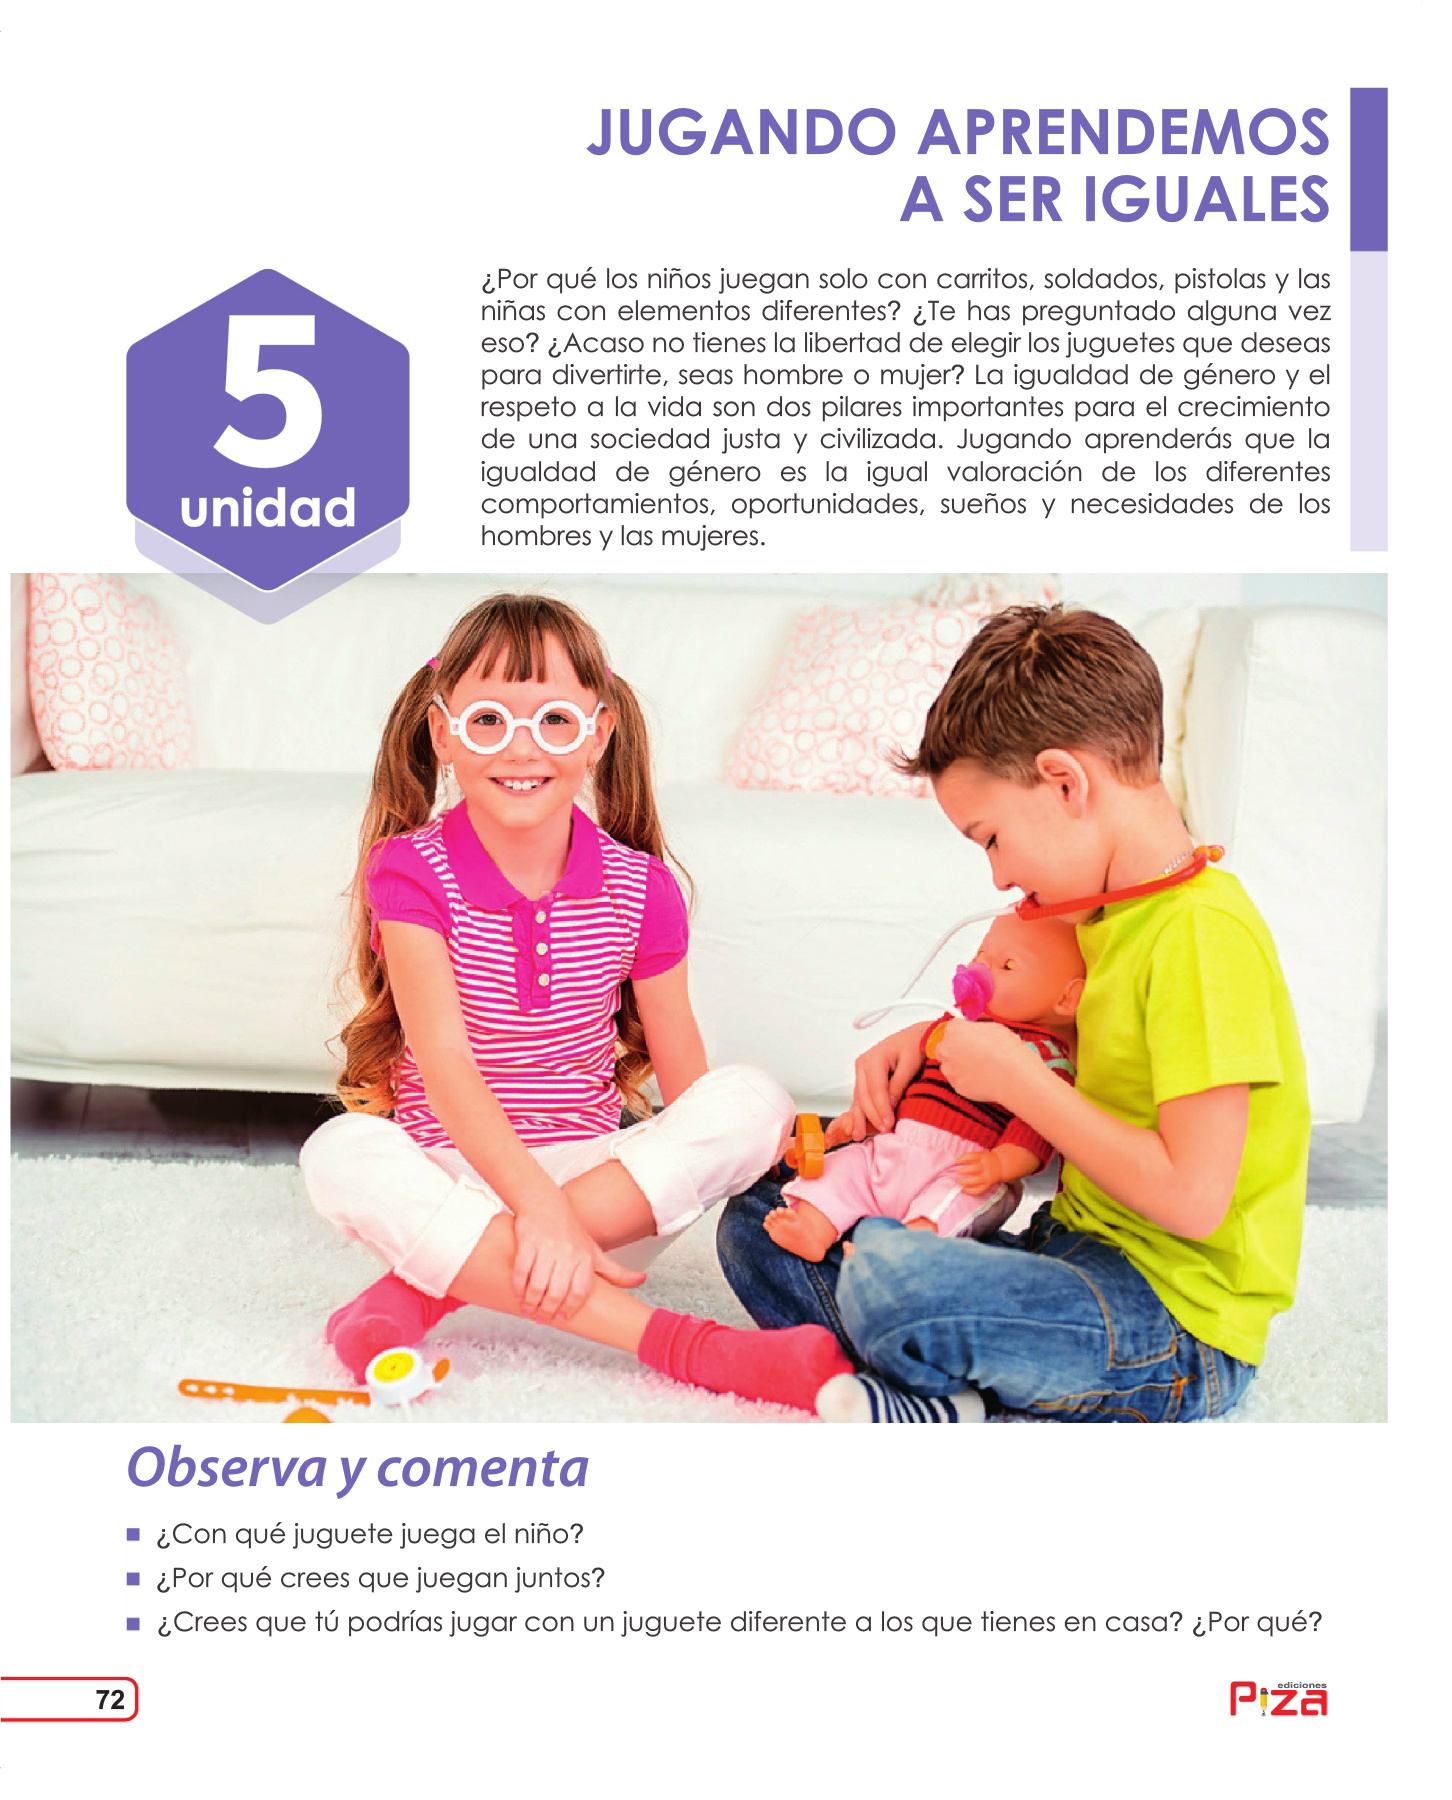 JUGANDO APRENDEMOS
A SER IGUALES
5
unidad
¿Por qué los niños juegan solo con carritos, soldados, pistolas y las
niñas con elementos diferentes? ¿Te has preguntado alguna vez
eso? ¿Acaso no tienes la libertad de elegir los juguetes que deseas
para divertirte, seas hombre o mujer? La igualdad de género y el
respeto a la vida son dos pilares importantes para el crecimiento
de una sociedad justa y civilizada. Jugando aprenderás que la
igualdad de género es la igual valoración de los diferentes
comportamientos, oportunidades, sueños y necesidades de los
hombres y las mujeres.
Observa y comenta
¿Con qué juguete juega el niño?
¿Por qué crees que juegan juntos?
¿Crees que tú podrías jugar con un juguete diferente a los que tienes en casa? ¿Por qué?
72
ediciones
Piza